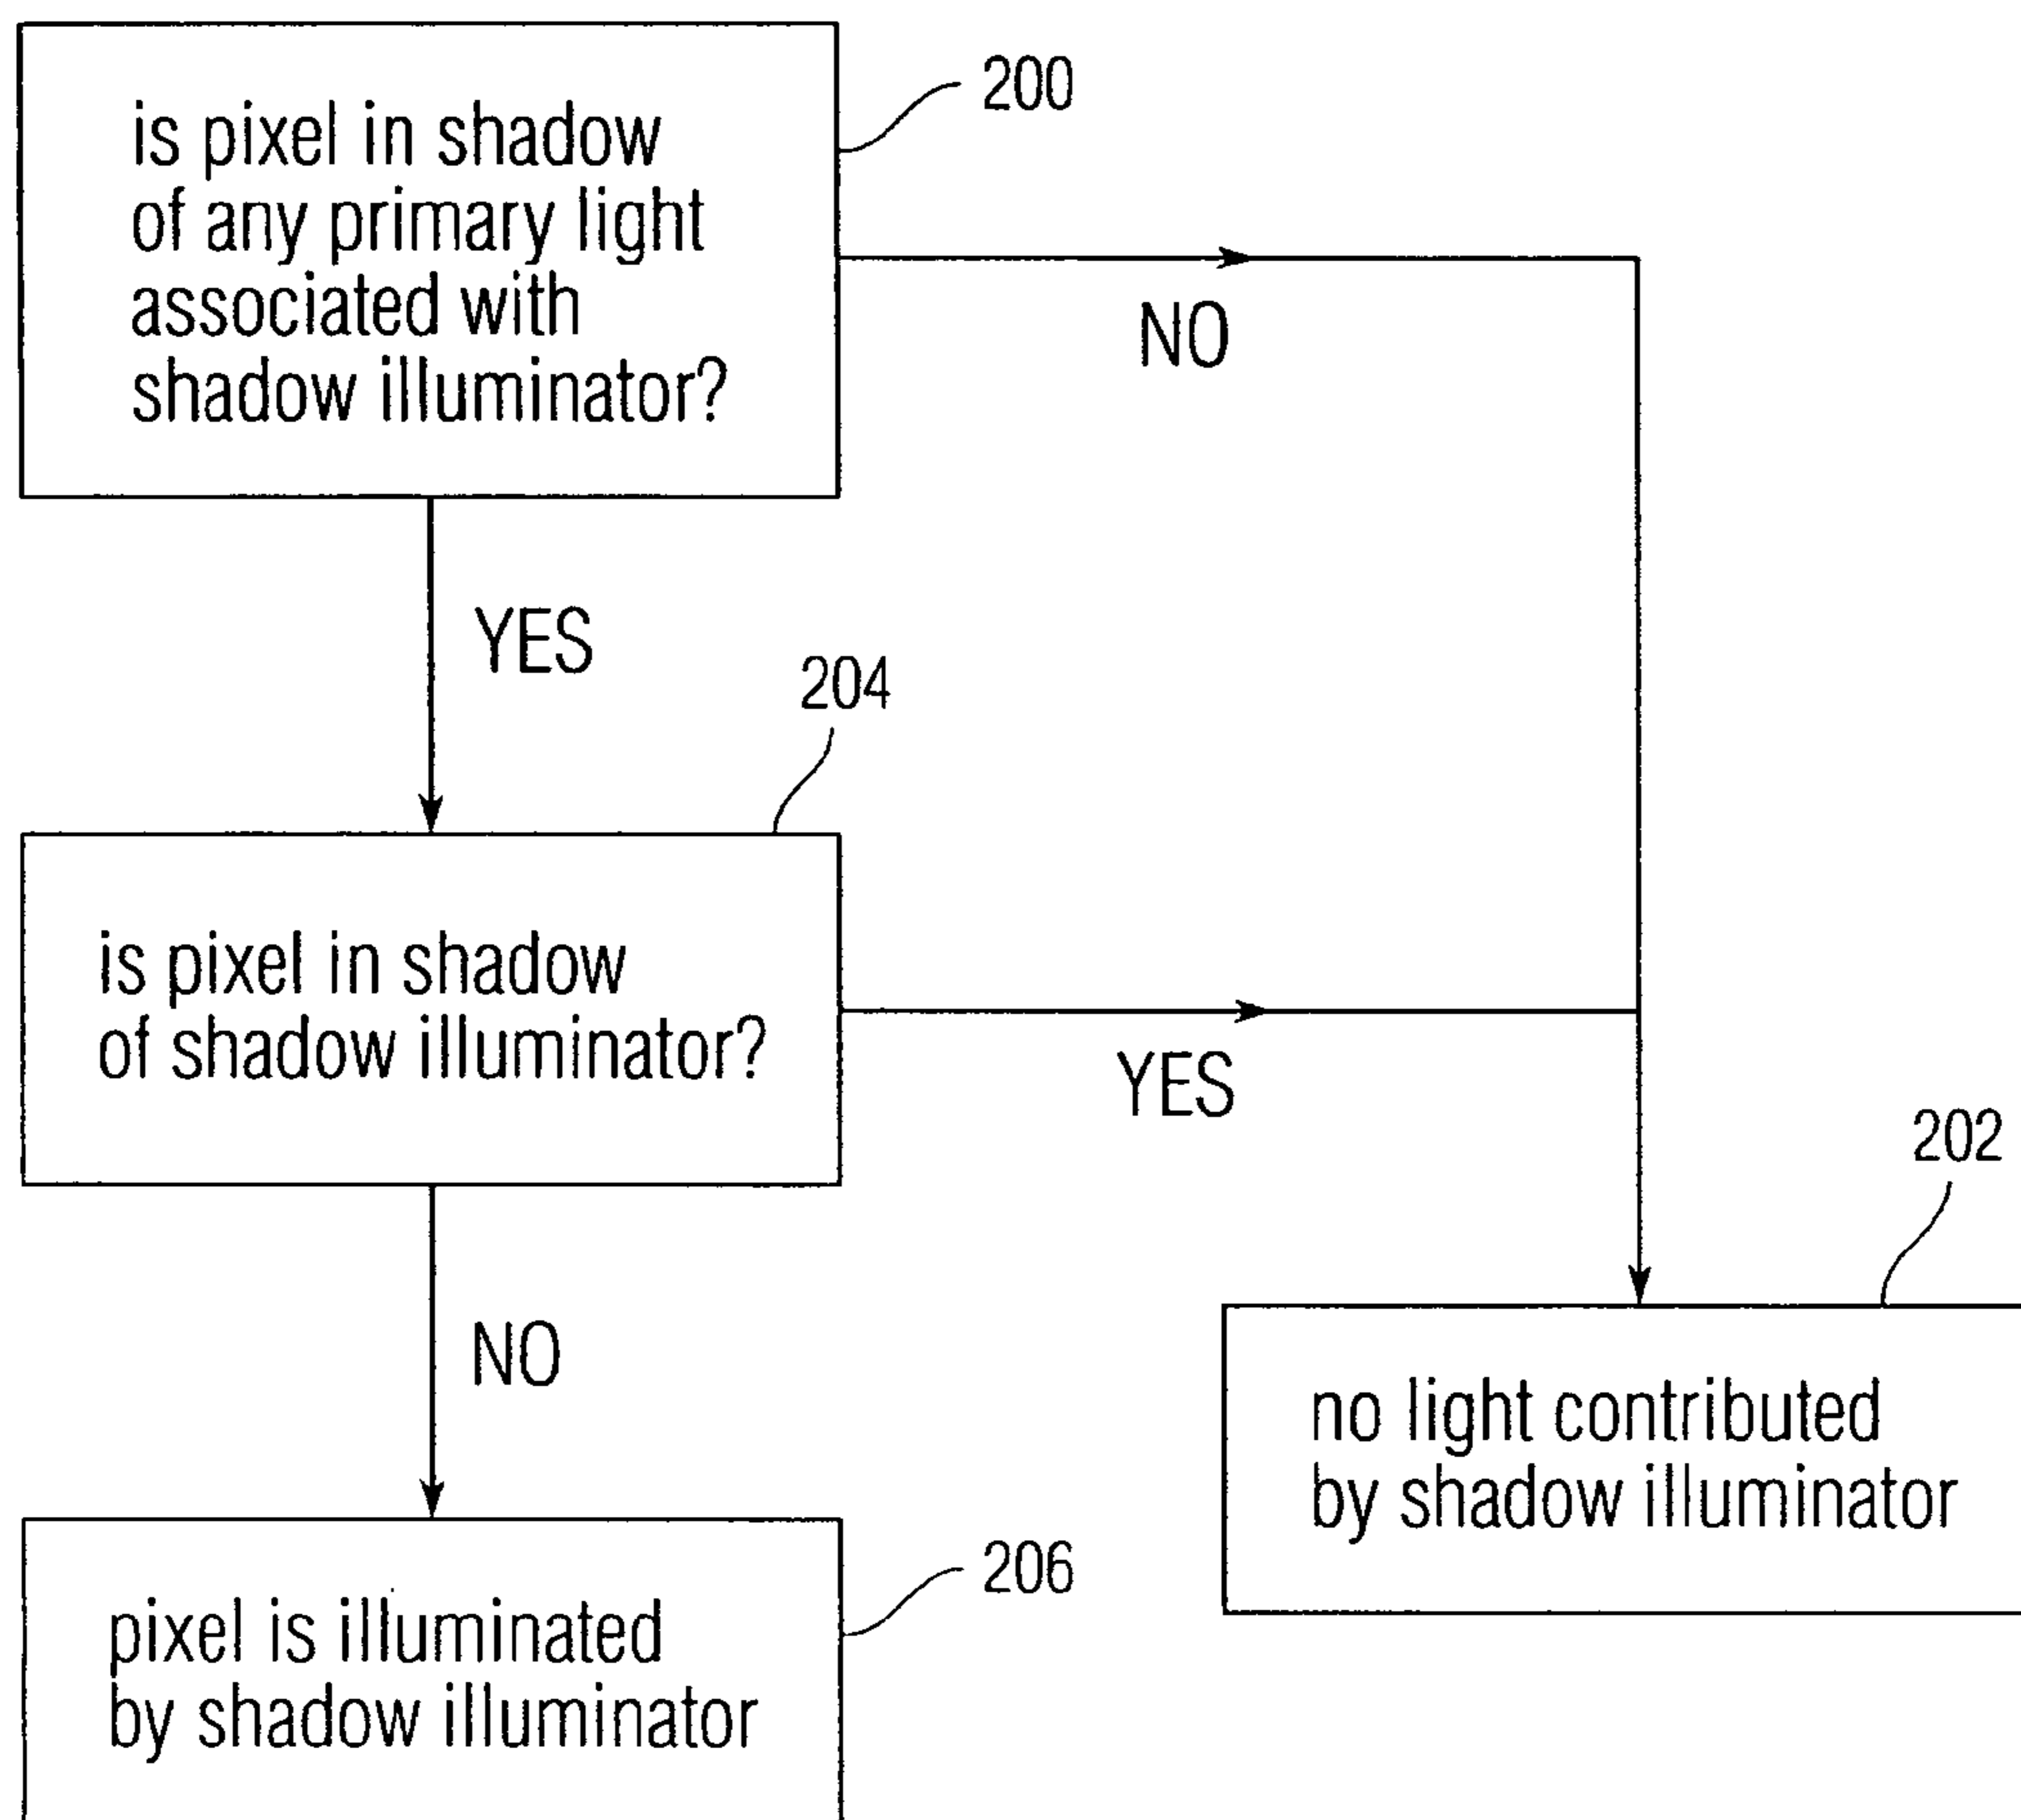 is pixel in shadow
of any primary light
associated with
shadow illuminator?
200
NO
YES
204
is pixel in shadow
of shadow illuminator?
YES
202
NO
no light contributed
by shadow illuminator
206
pixel is illuminated
by shadow illuminator